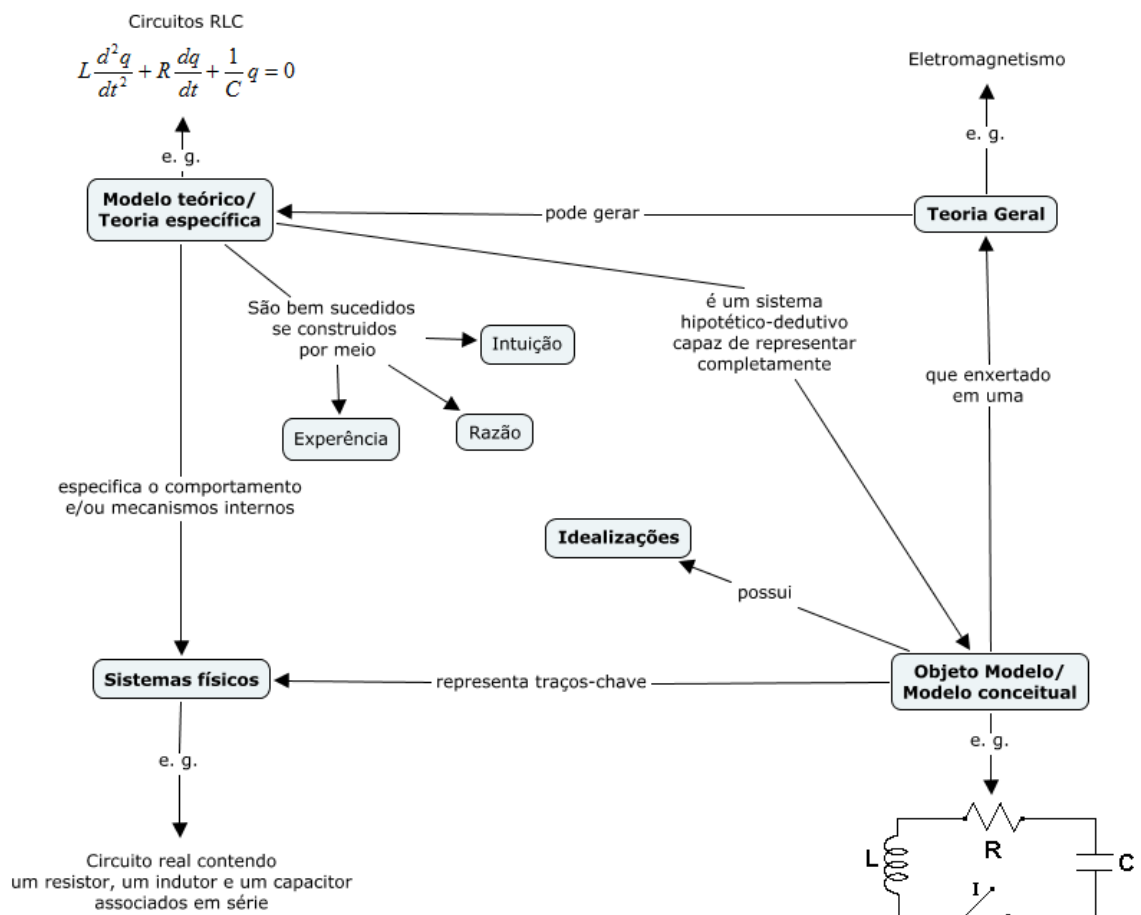 Circuitos RLC
L d²q/dt² + R dq/dt + 1/C q = 0
Eletromagnetismo
e. g.
e. g.
Modelo teórico/
Teoria específica
pode gerar
Teoria Geral
São bem sucedidos
se construidos
por meio
Intuição
é um sistema
hipotético-dedutivo
capaz de representar
completamente
que enxertado
em uma
Experência
Razão
especifica o comportamento
e/ou mecanismos internos
Idealizações
possui
Sistemas físicos
representa traços-chave
Objeto Modelo/
Modelo conceitual
e. g.
e. g.
R
L
C
I
Circuito real contendo
um resistor, um indutor e um capacitor
associados em série